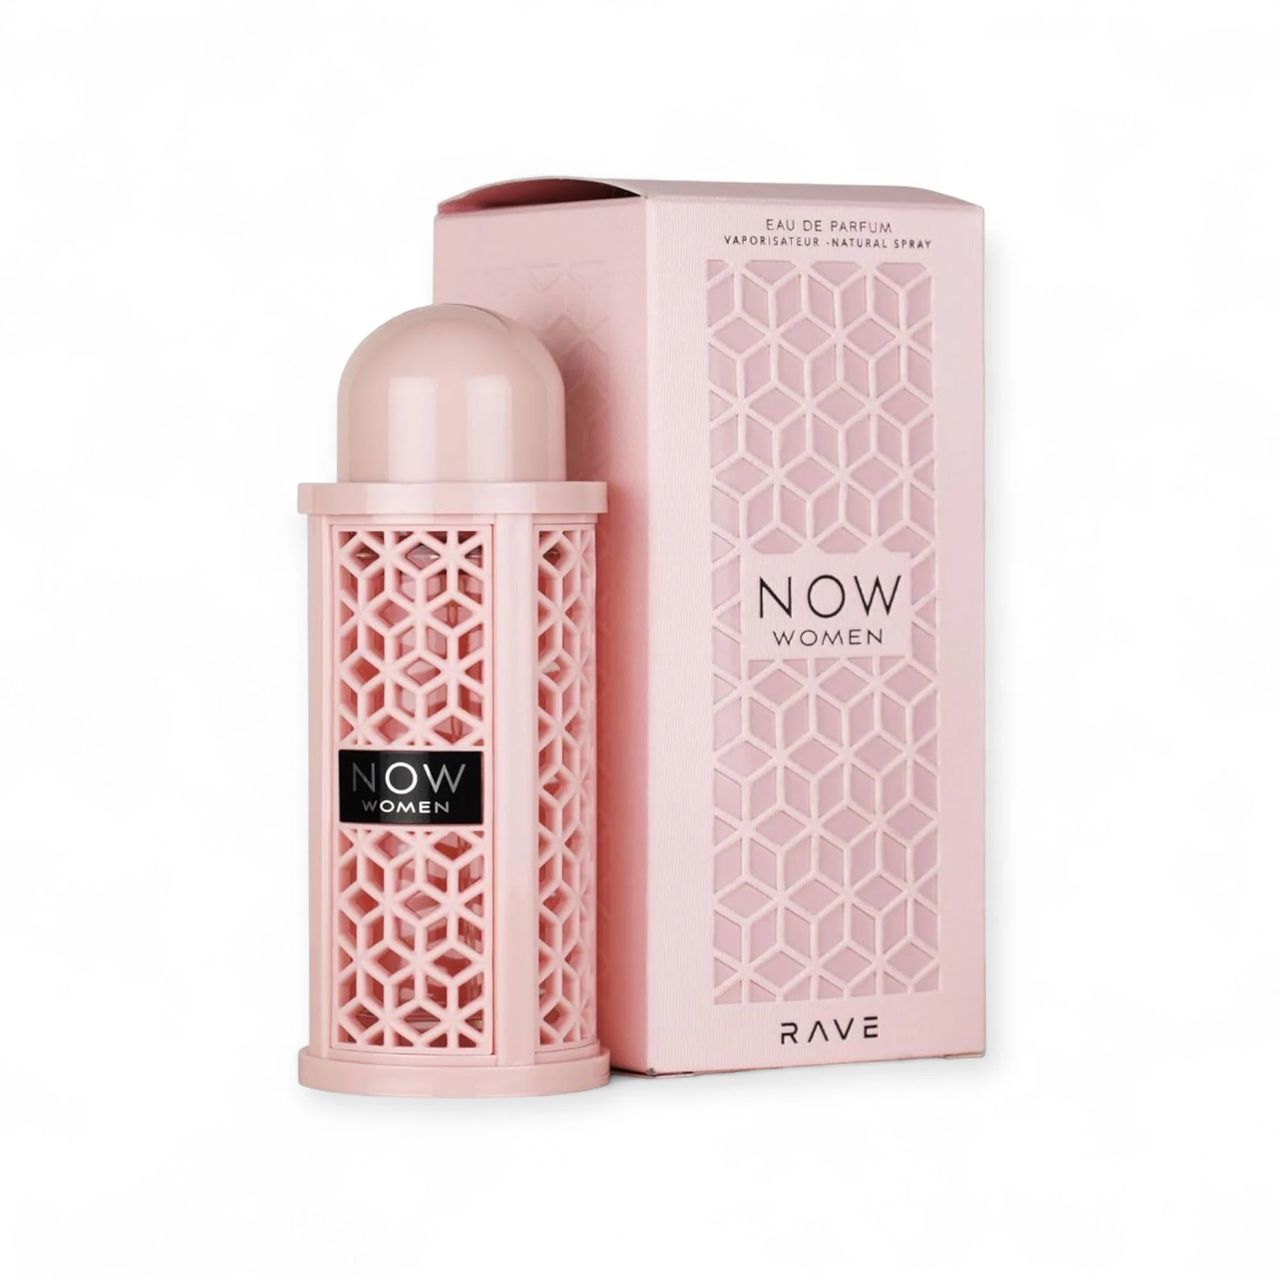 EAU DE PARFUM
VAPORISATEUR -NATURAL SPRAY
NOW
WOMEN
RAVE
NOW
WOMEN